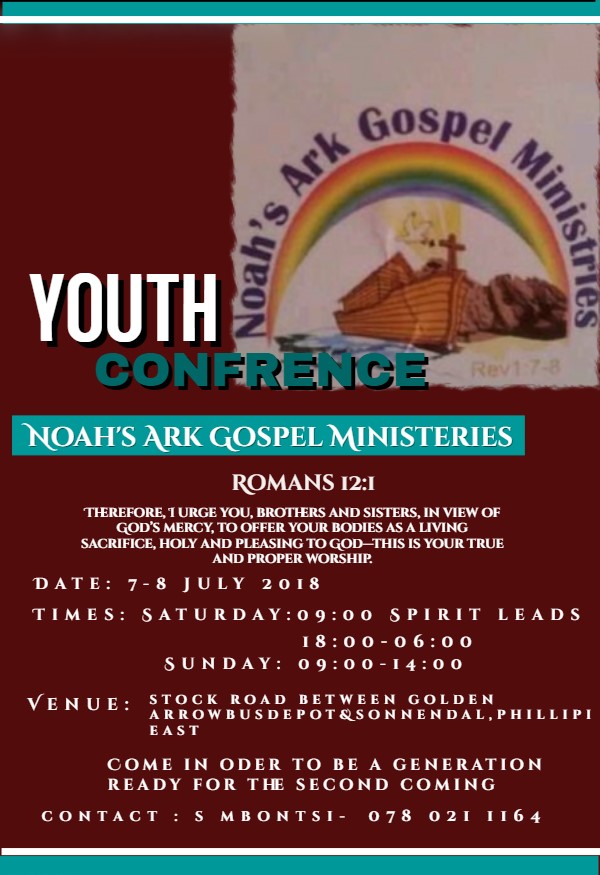 Noah's Ark Gospel Ministries
Rev1:7-8
YOUTH
CONFRENCE
NOAH'S ARK GOSPEL MINISTERIES
ROMANS 12:1
THEREFORE, I URGE YOU, BROTHERS AND SISTERS, IN VIEW OF
GOD'S MERCY, TO OFFER YOUR BODIES AS A LIVING
SACRIFICE, HOLY AND PLEASING TO GOD—THIS IS YOUR TRUE
AND PROPER WORSHIP.
DATE: 7-8 JULY 2018
TIMES: SATURDAY:09:00 SPIRIT LEADS
18:00-06:00
SUNDAY: 09:00-14:00
VENUE: STOCK ROAD BETWEEN GOLDEN
ARROWBUSDEPOT&SONNENDAL,PHILLIPI
EAST
COME IN ODER TO BE A GENERATION
READY FOR THE SECOND COMING
CONTACT : S MBONTSI- 078 021 1164